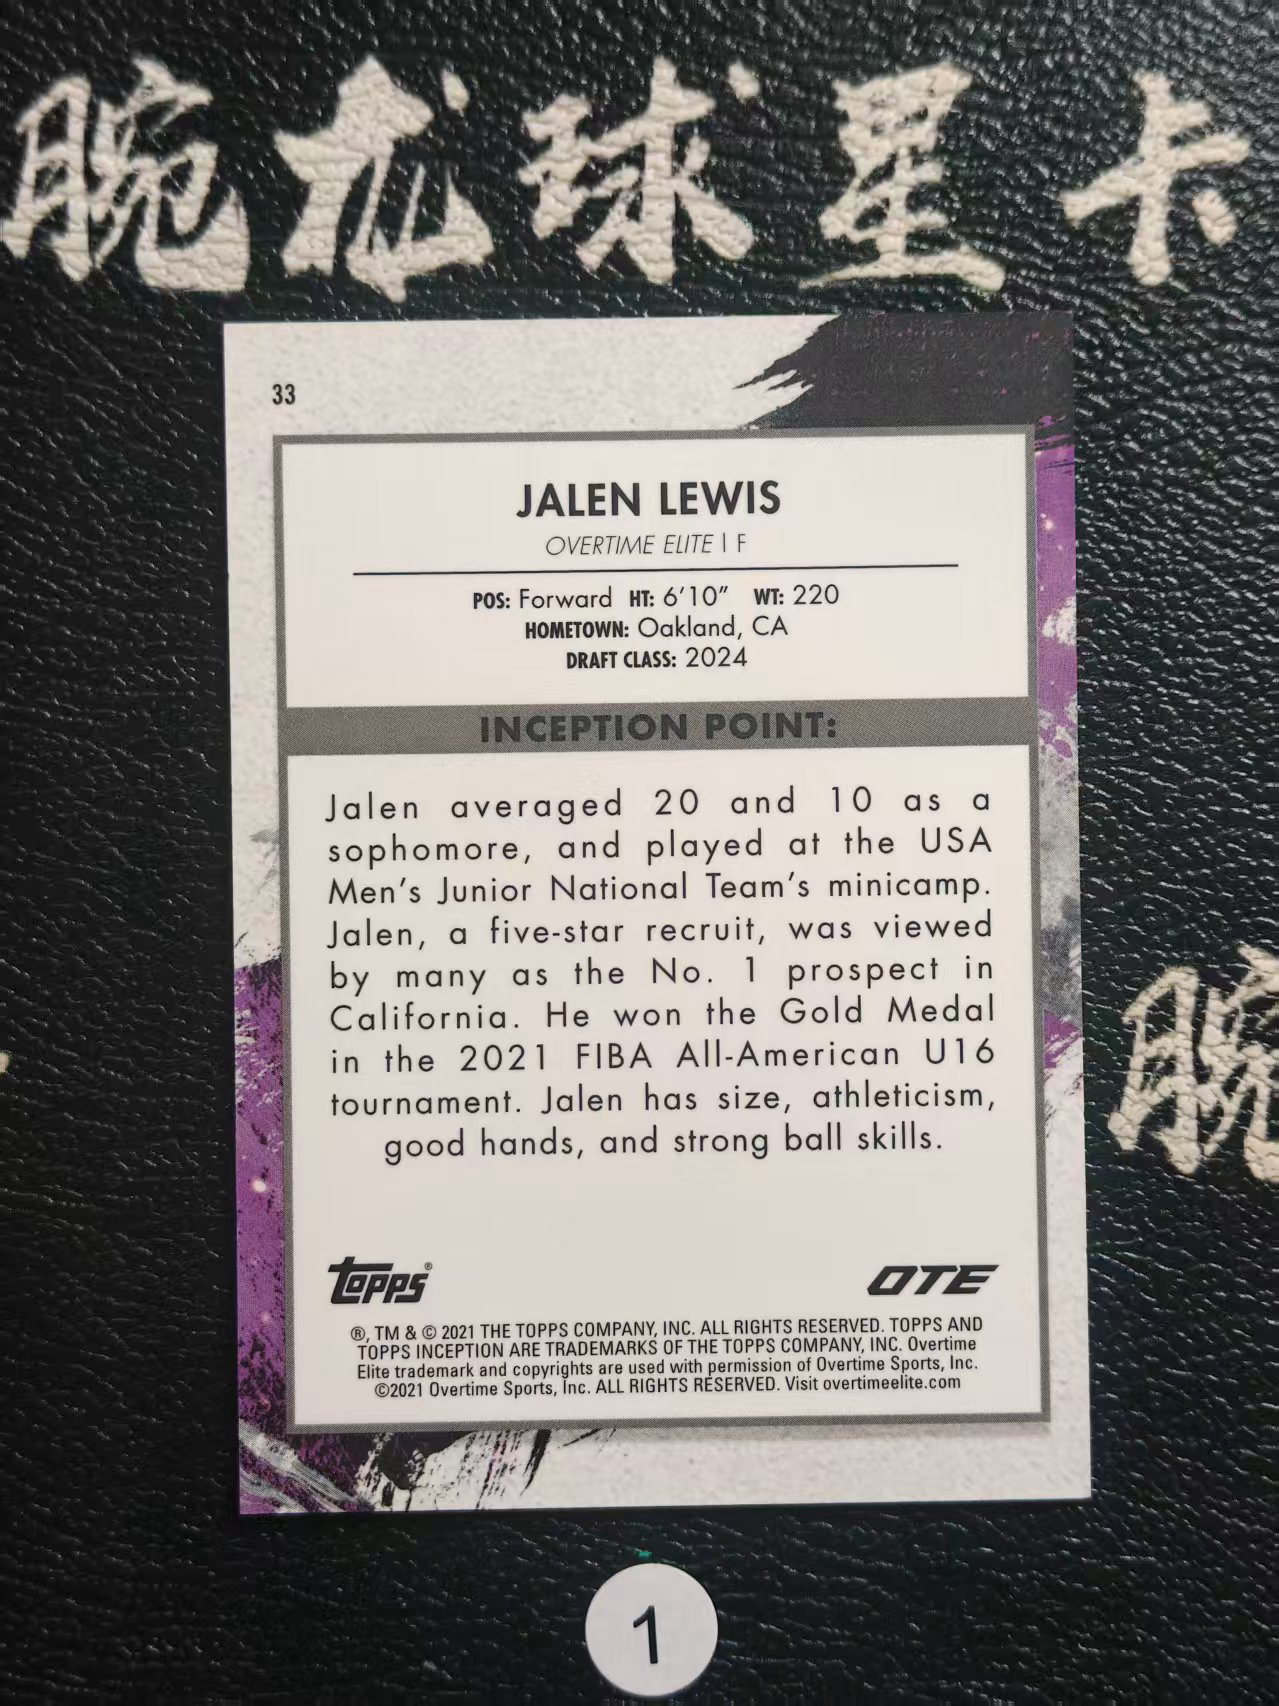 腕龙球星卡
33
JALEN LEWIS
OVERTIME ELITE | F
POS: Forward HT: 6'10" WT: 220
HOMETOWN: Oakland, CA
DRAFT CLASS: 2024
INCEPTION POINT:
Jalen averaged 20 and 10 as a
sophomore, and played at the USA
Men's Junior National Team's minicamp.
Jalen, a five-star recruit, was viewed
by many as the No. 1 prospect in
California. He won the Gold Medal
in the 2021 FIBA All-American U16
tournament. Jalen has size, athleticism,
good hands, and strong ball skills.
腕
Topps® OTE
®, TM & © 2021 THE TOPPS COMPANY, INC. ALL RIGHTS RESERVED. TOPPS AND
TOPPS INCEPTION ARE TRADEMARKS OF THE TOPPS COMPANY, INC. Overtime
Elite trademark and copyrights are used with permission of Overtime Sports, Inc.
©2021 Overtime Sports, Inc. ALL RIGHTS RESERVED. Visit overtimeelite.com
1